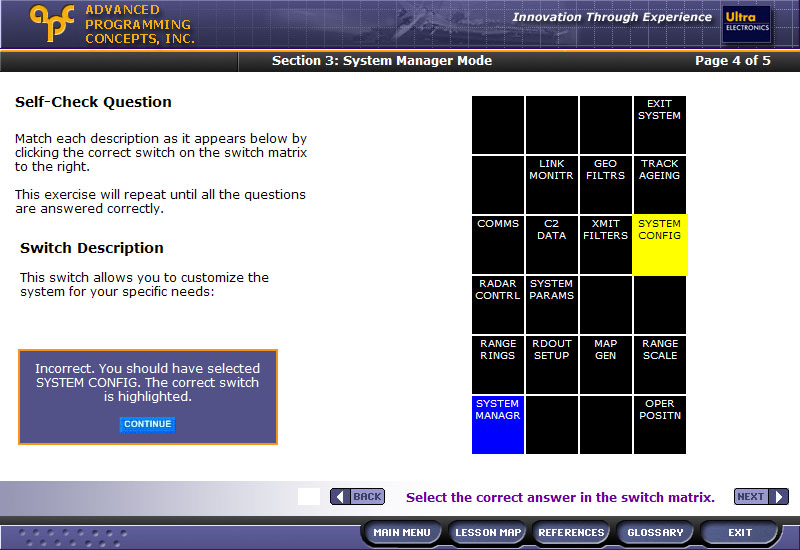 apc ADVANCED
PROGRAMMING
CONCEPTS, INC.
Innovation Through Experience
Ultra
ELECTRONICS
Section 3: System Manager Mode
Page 4 of 5
Self-Check Question
Match each description as it appears below by
clicking the correct switch on the switch matrix
to the right.
This exercise will repeat until all the questions
are answered correctly.
Switch Description
This switch allows you to customize the
system for your specific needs:
Incorrect. You should have selected
SYSTEM CONFIG. The correct switch
is highlighted.
CONTINUE
EXIT
SYSTEM
LINK
MONITR
GEO
FILTRS
TRACK
AGEING
COMMS
C2
DATA
XMIT
FILTERS
SYSTEM
CONFIG
RADAR
CONTRL
SYSTEM
PARAMS
RANGE
RINGS
RDOUT
SETUP
MAP
GEN
RANGE
SCALE
SYSTEM
MANAGR
OPER
POSITN
BACK
Select the correct answer in the switch matrix.
NEXT
MAIN MENU
LESSON MAP
REFERENCES
GLOSSARY
EXIT